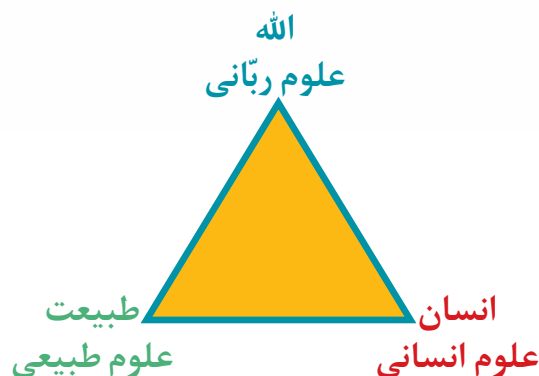 الله
علوم ربّانی
انسان
علوم انسانی
طبیعت
علوم طبیعی